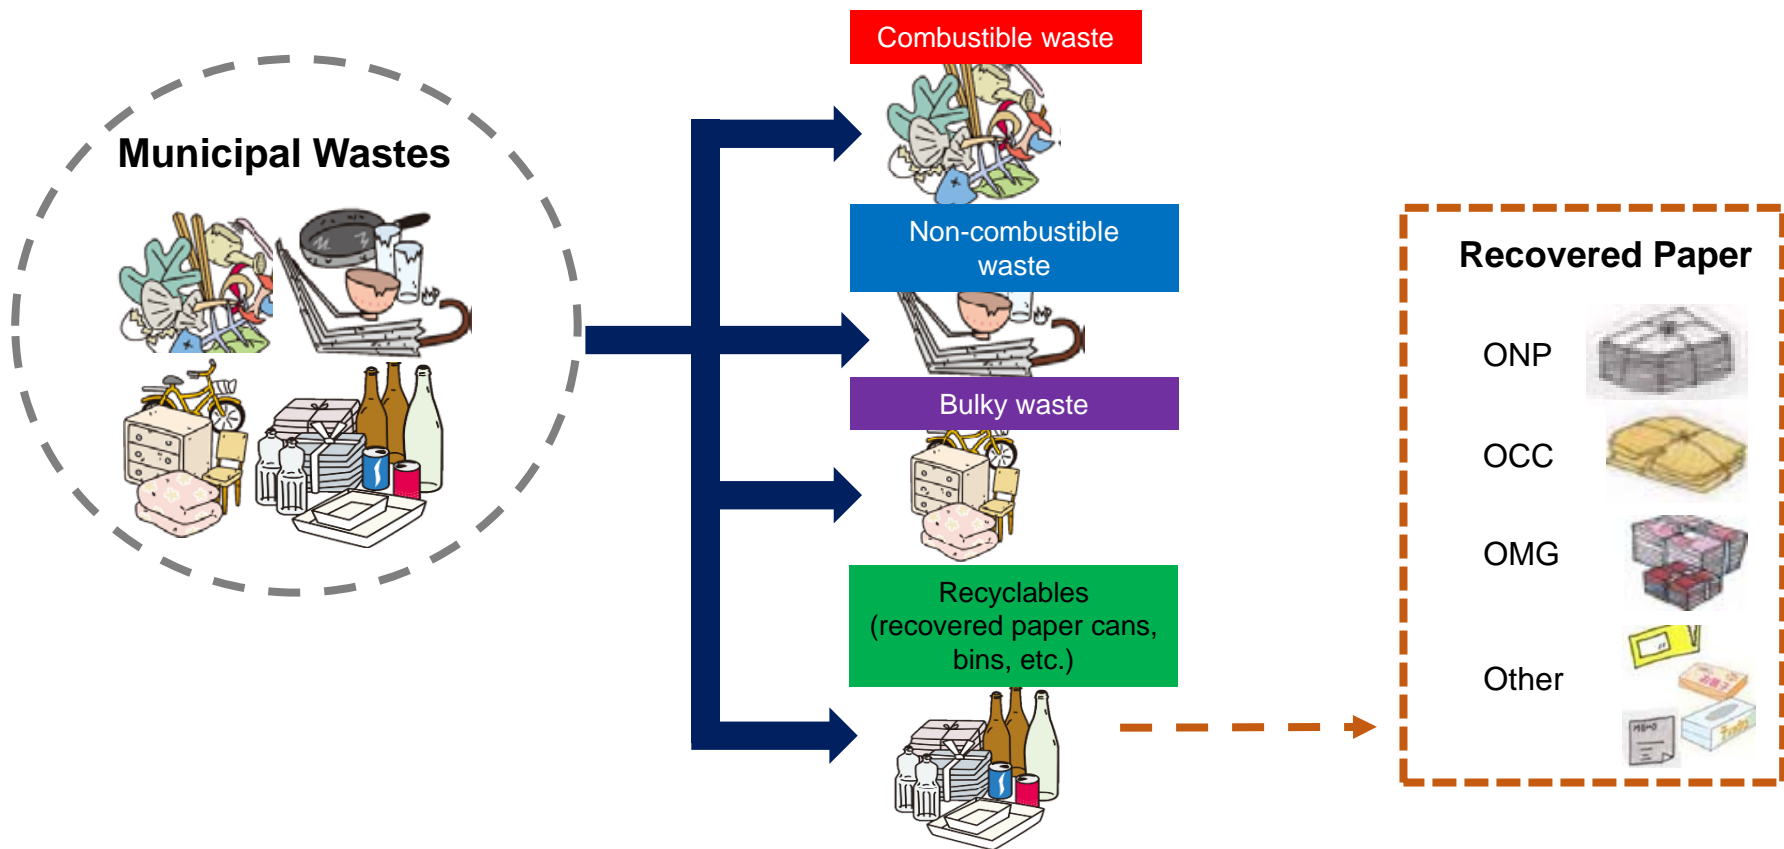 Combustible waste
Municipal Wastes
Non-combustible
waste
Bulky waste
Recyclables
(recovered paper cans,
bins, etc.)
Recovered Paper
ONP
OCC
OMG
Other
MEMO